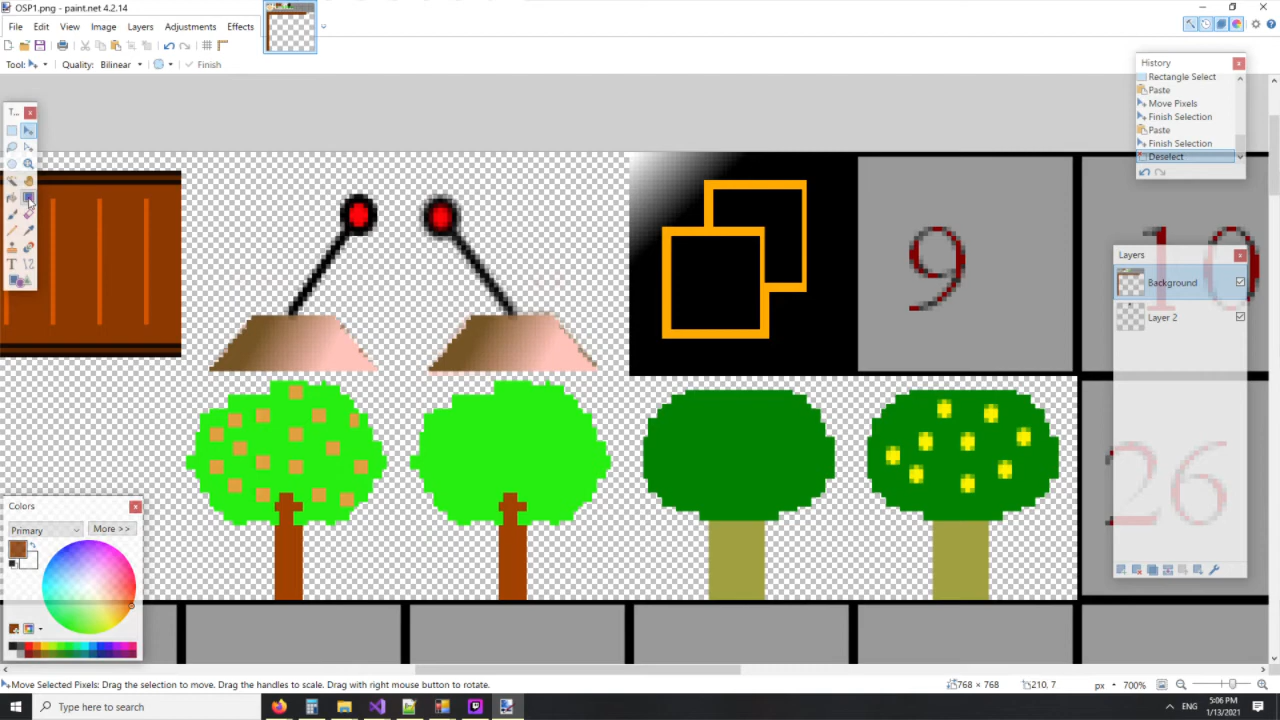 OSP1.png - paint.net 4.2.14
File Edit View Image Layers Adjustments Effects
Tool: Quality: Bilinear Finish
History
Rectangle Select
Paste
Move Pixels
Finish Selection
Paste
Finish Selection
Deselect
T...
9
10
Layers
Background
Layer 2
26
Colors
Primary More >>
Move Selected Pixels: Drag the selection to move. Drag the handles to scale. Drag with right mouse button to rotate.
768 × 768
210, 7
px
700%
Type here to search
ENG
5:06 PM
1/13/2021